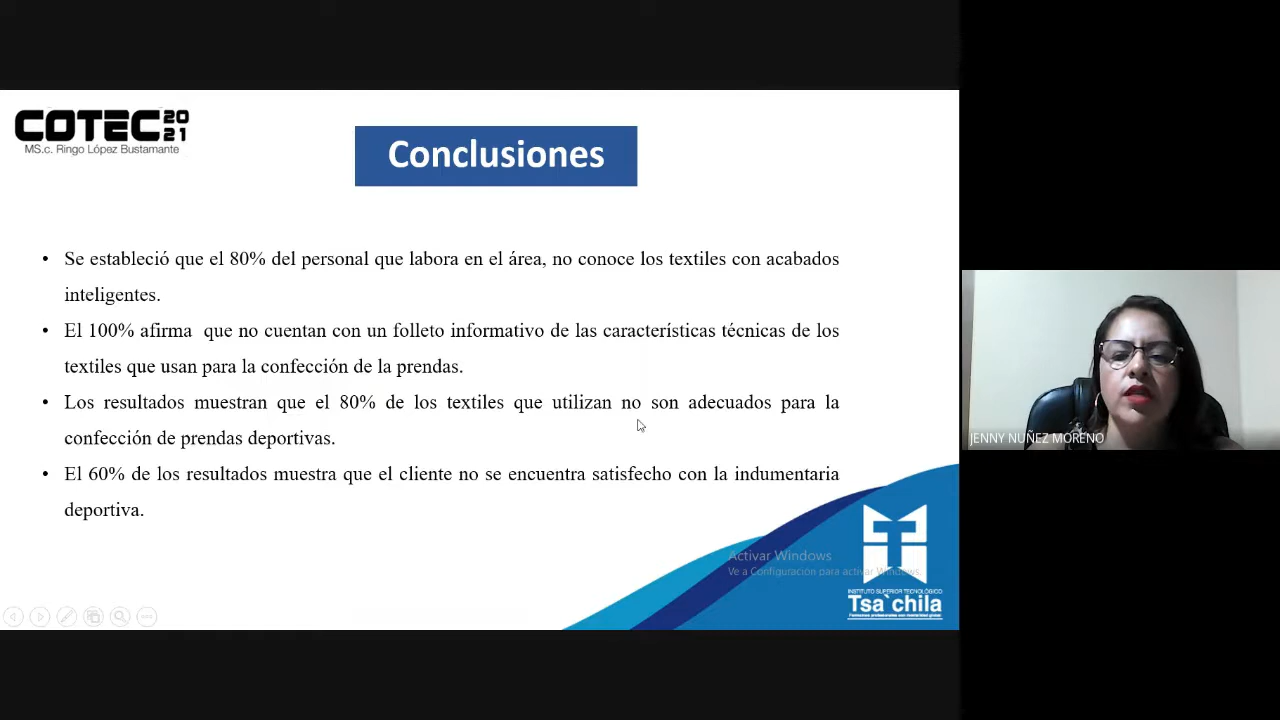 COTEC 20 21
MS.c. Ringo López Bustamante
Conclusiones
• Se estableció que el 80% del personal que labora en el área, no conoce los textiles con acabados
inteligentes.
• El 100% afirma que no cuentan con un folleto informativo de las características técnicas de los
textiles que usan para la confección de la prendas.
• Los resultados muestran que el 80% de los textiles que utilizan no son adecuados para la
confección de prendas deportivas.
• El 60% de los resultados muestra que el cliente no se encuentra satisfecho con la indumentaria
deportiva.
Activar Windows
Ve a Configuración para activar Windows.
INSTITUTO SUPERIOR TECNOLÓGICO
Tsa`chila
JENNY NUÑEZ MORENO